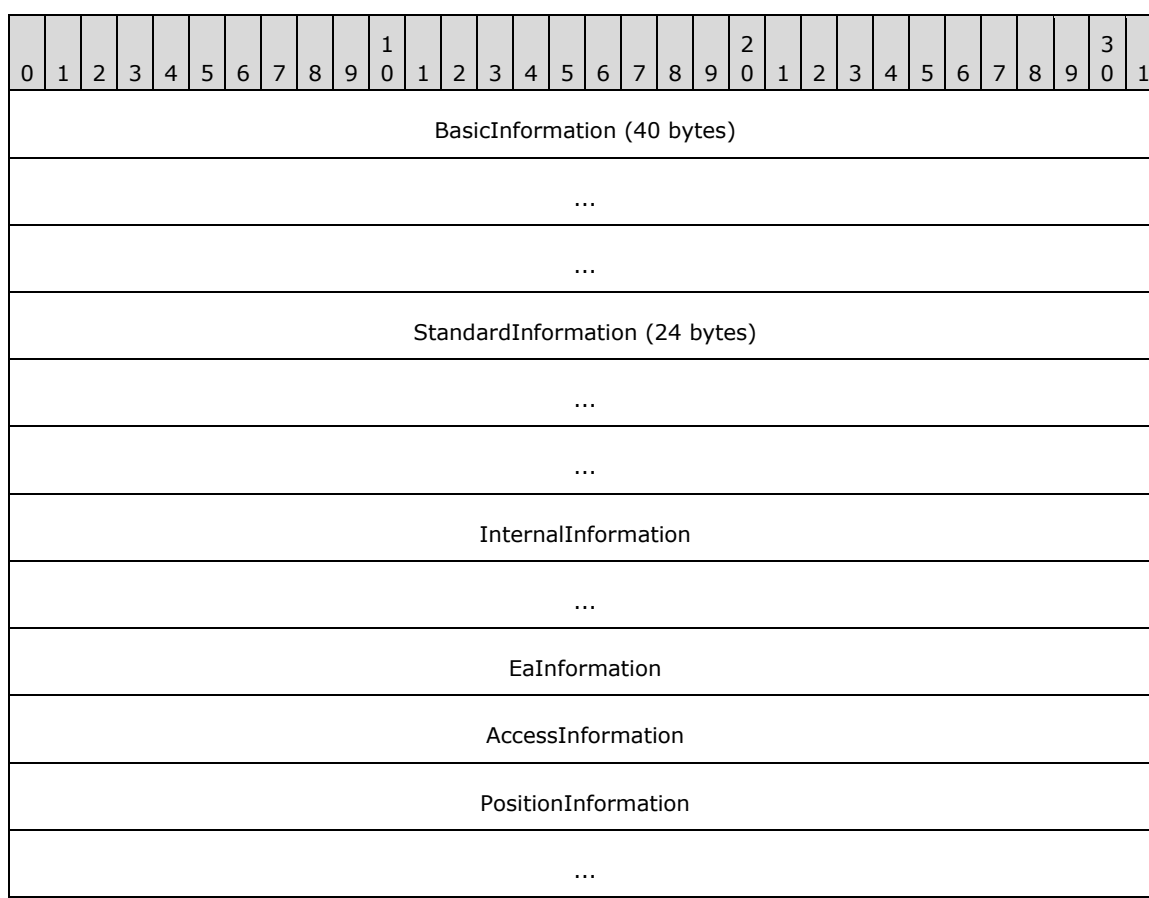 1 2 3
0 1 2 3 4 5 6 7 8 9 0 1 2 3 4 5 6 7 8 9 0 1 2 3 4 5 6 7 8 9 0 1
BasicInformation (40 bytes)
...
...
StandardInformation (24 bytes)
...
...
InternalInformation
...
EaInformation
AccessInformation
PositionInformation
...